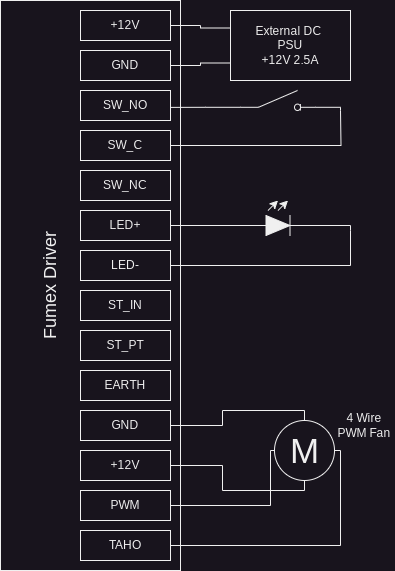 +12V
GND
SW_NO
SW_C
SW_NC
LED+
LED-
ST_IN
ST_PT
EARTH
GND
+12V
PWM
TAHO
Fumex Driver
External DC
PSU
+12V 2.5A
4 Wire
PWM Fan
M